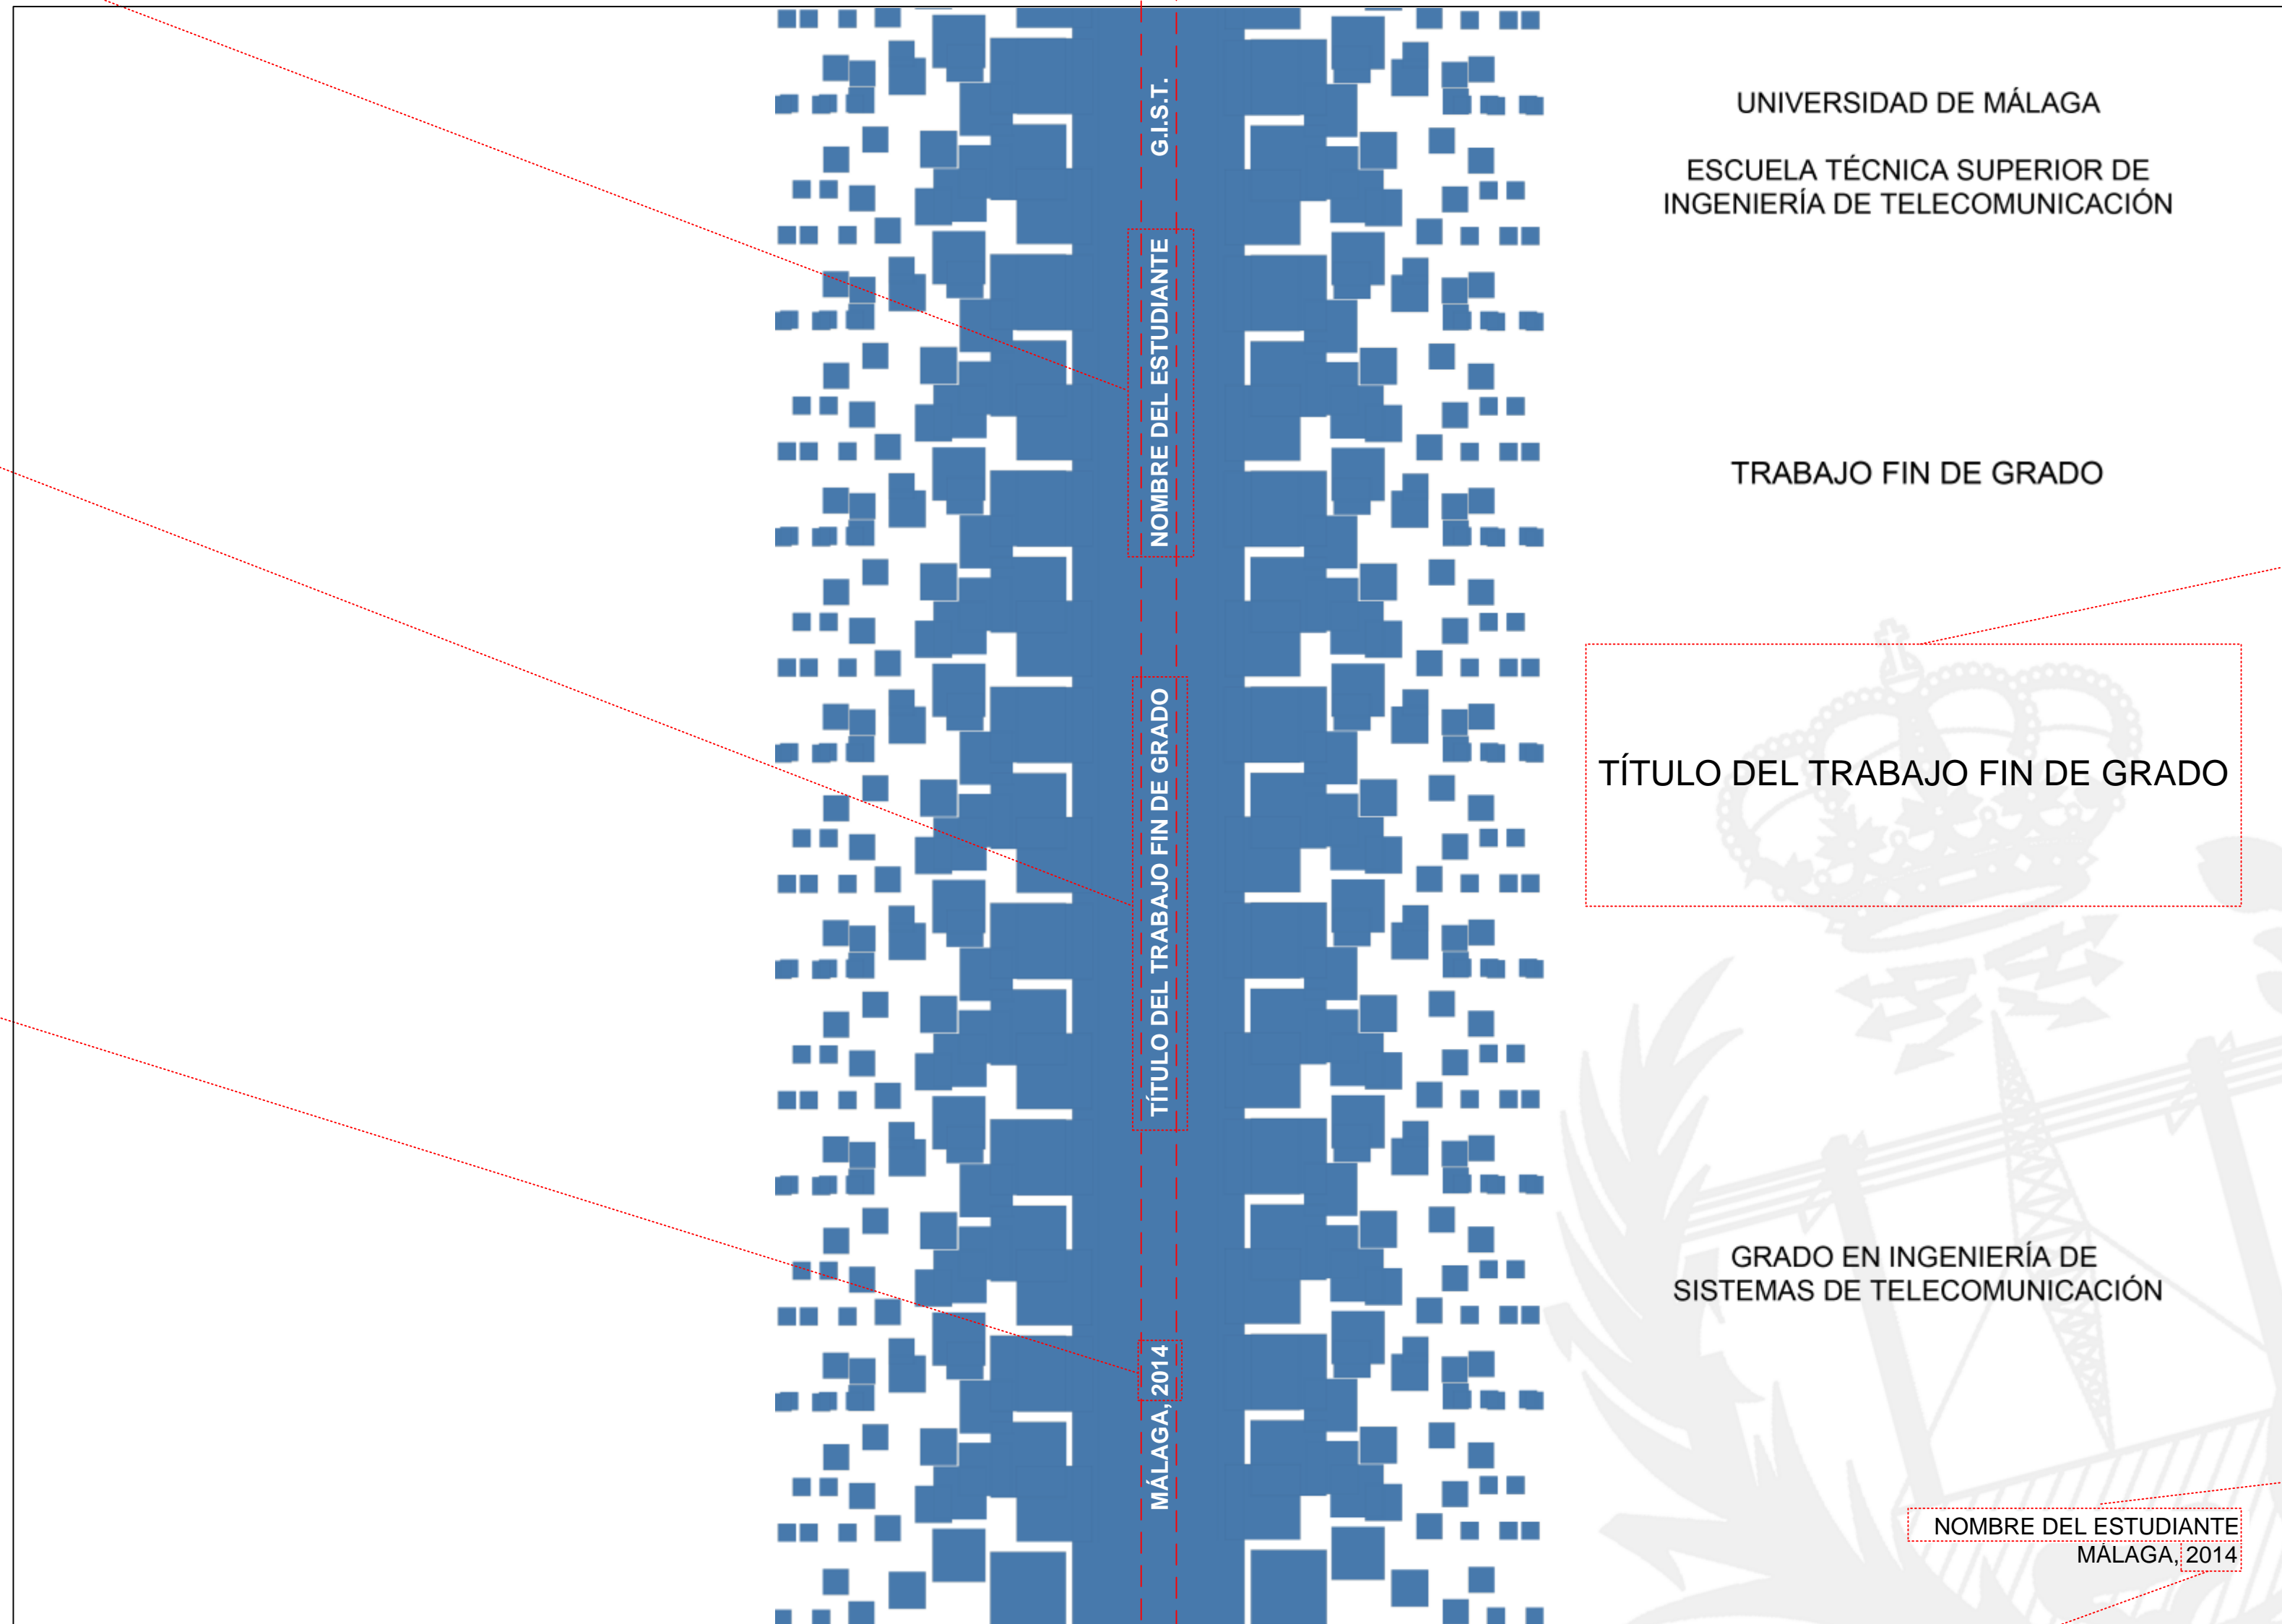 G.I.S.T.
NOMBRE DEL ESTUDIANTE
TÍTULO DEL TRABAJO FIN DE GRADO
MÁLAGA, 2014
UNIVERSIDAD DE MÁLAGA
ESCUELA TÉCNICA SUPERIOR DE
INGENIERÍA DE TELECOMUNICACIÓN
TRABAJO FIN DE GRADO
TÍTULO DEL TRABAJO FIN DE GRADO
GRADO EN INGENIERÍA DE
SISTEMAS DE TELECOMUNICACIÓN
NOMBRE DEL ESTUDIANTE
MÁLAGA, 2014